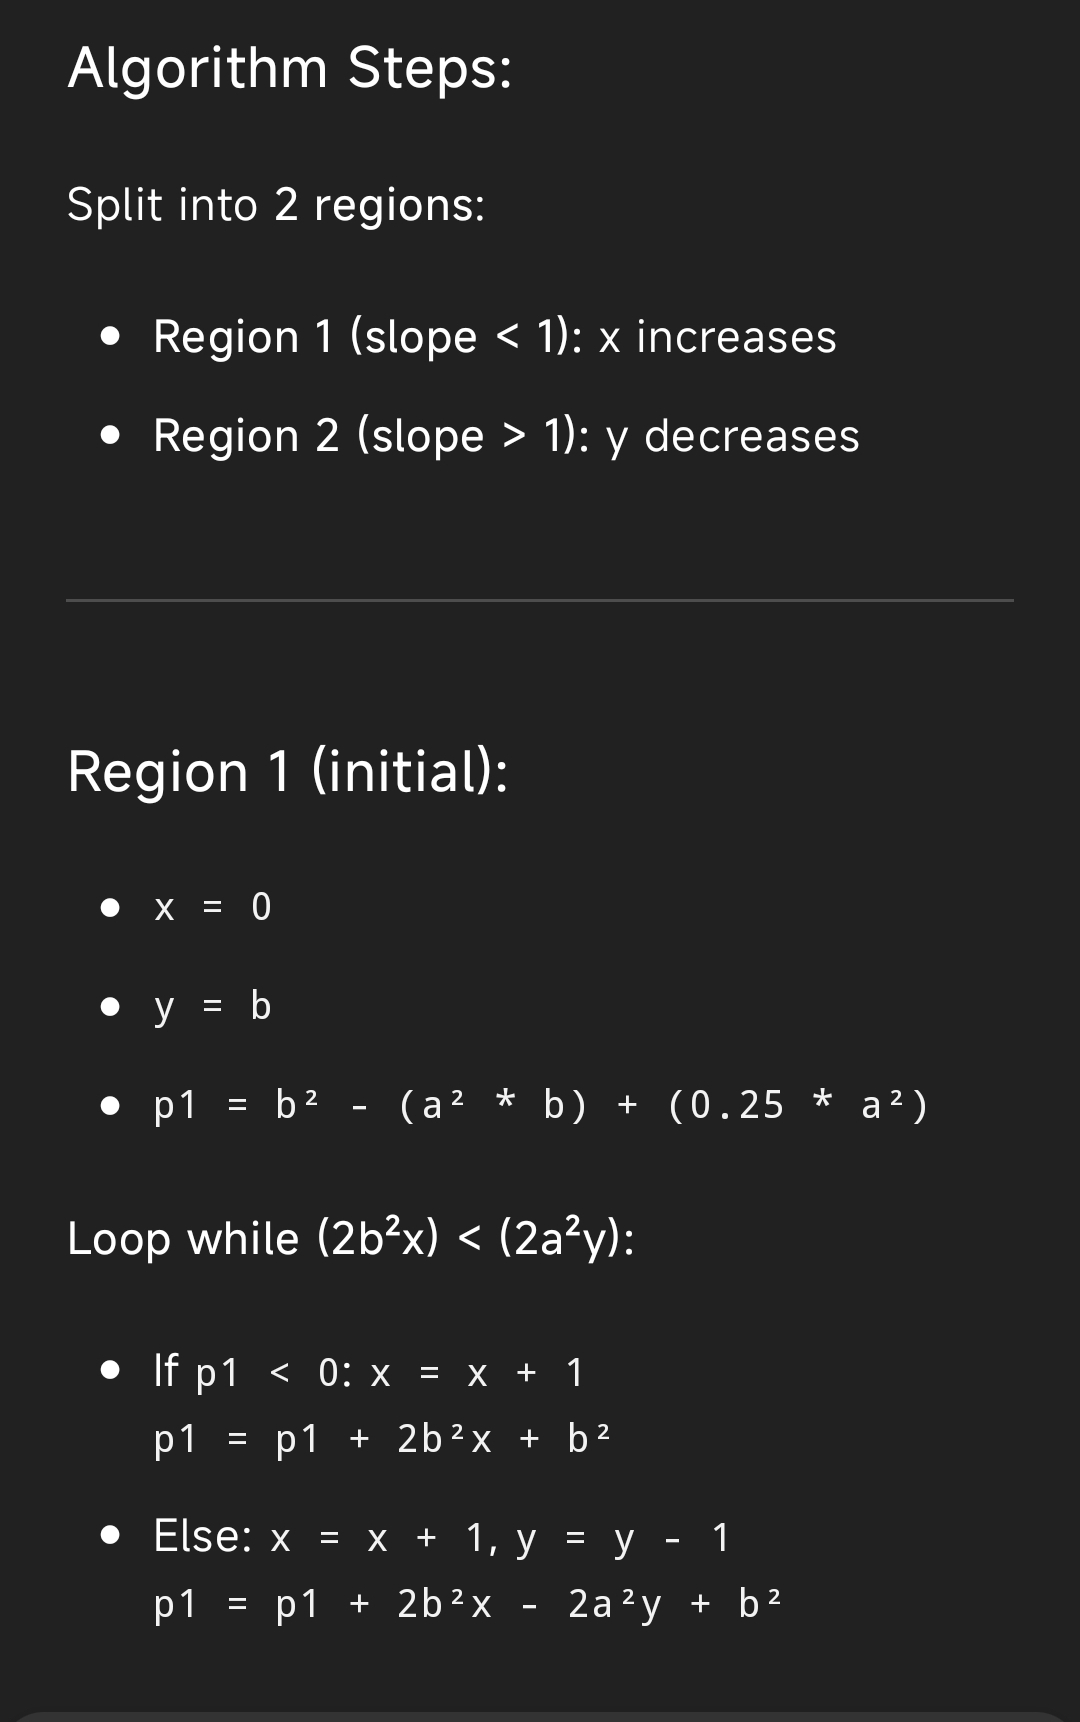 Algorithm Steps:
Split into 2 regions:
• Region 1 (slope < 1): x increases
• Region 2 (slope > 1): y decreases
Region 1 (initial):
• x = 0
• y = b
• p1 = b² - (a² * b) + (0.25 * a²)
Loop while (2b²x) < (2a²y):
• If p1 < 0: x = x + 1
p1 = p1 + 2b²x + b²
• Else: x = x + 1, y = y - 1
p1 = p1 + 2b²x - 2a²y + b²